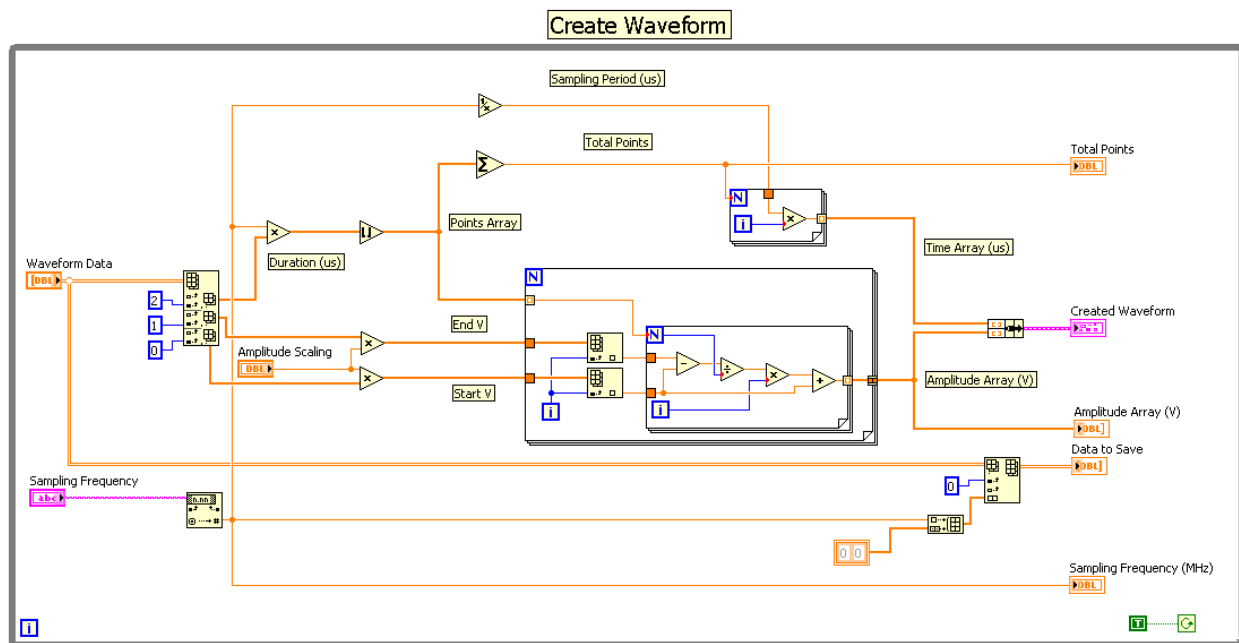 Create Waveform
Sampling Period (us)
1/x
Total Points
Σ
Total Points
DBL
N
i
×
Points Array
×
Duration (us)
Time Array (us)
Waveform Data
[DBL]
2
1
0
N
End V
×
Amplitude Scaling
DBL
×
Start V
i
N
−
÷
×
+
i
Created Waveform
Amplitude Array (V)
Amplitude Array (V)
DBL]
Data to Save
DBL]
0
Sampling Frequency
abc
n.nn
#
0 0
Sampling Frequency (MHz)
DBL
i
T